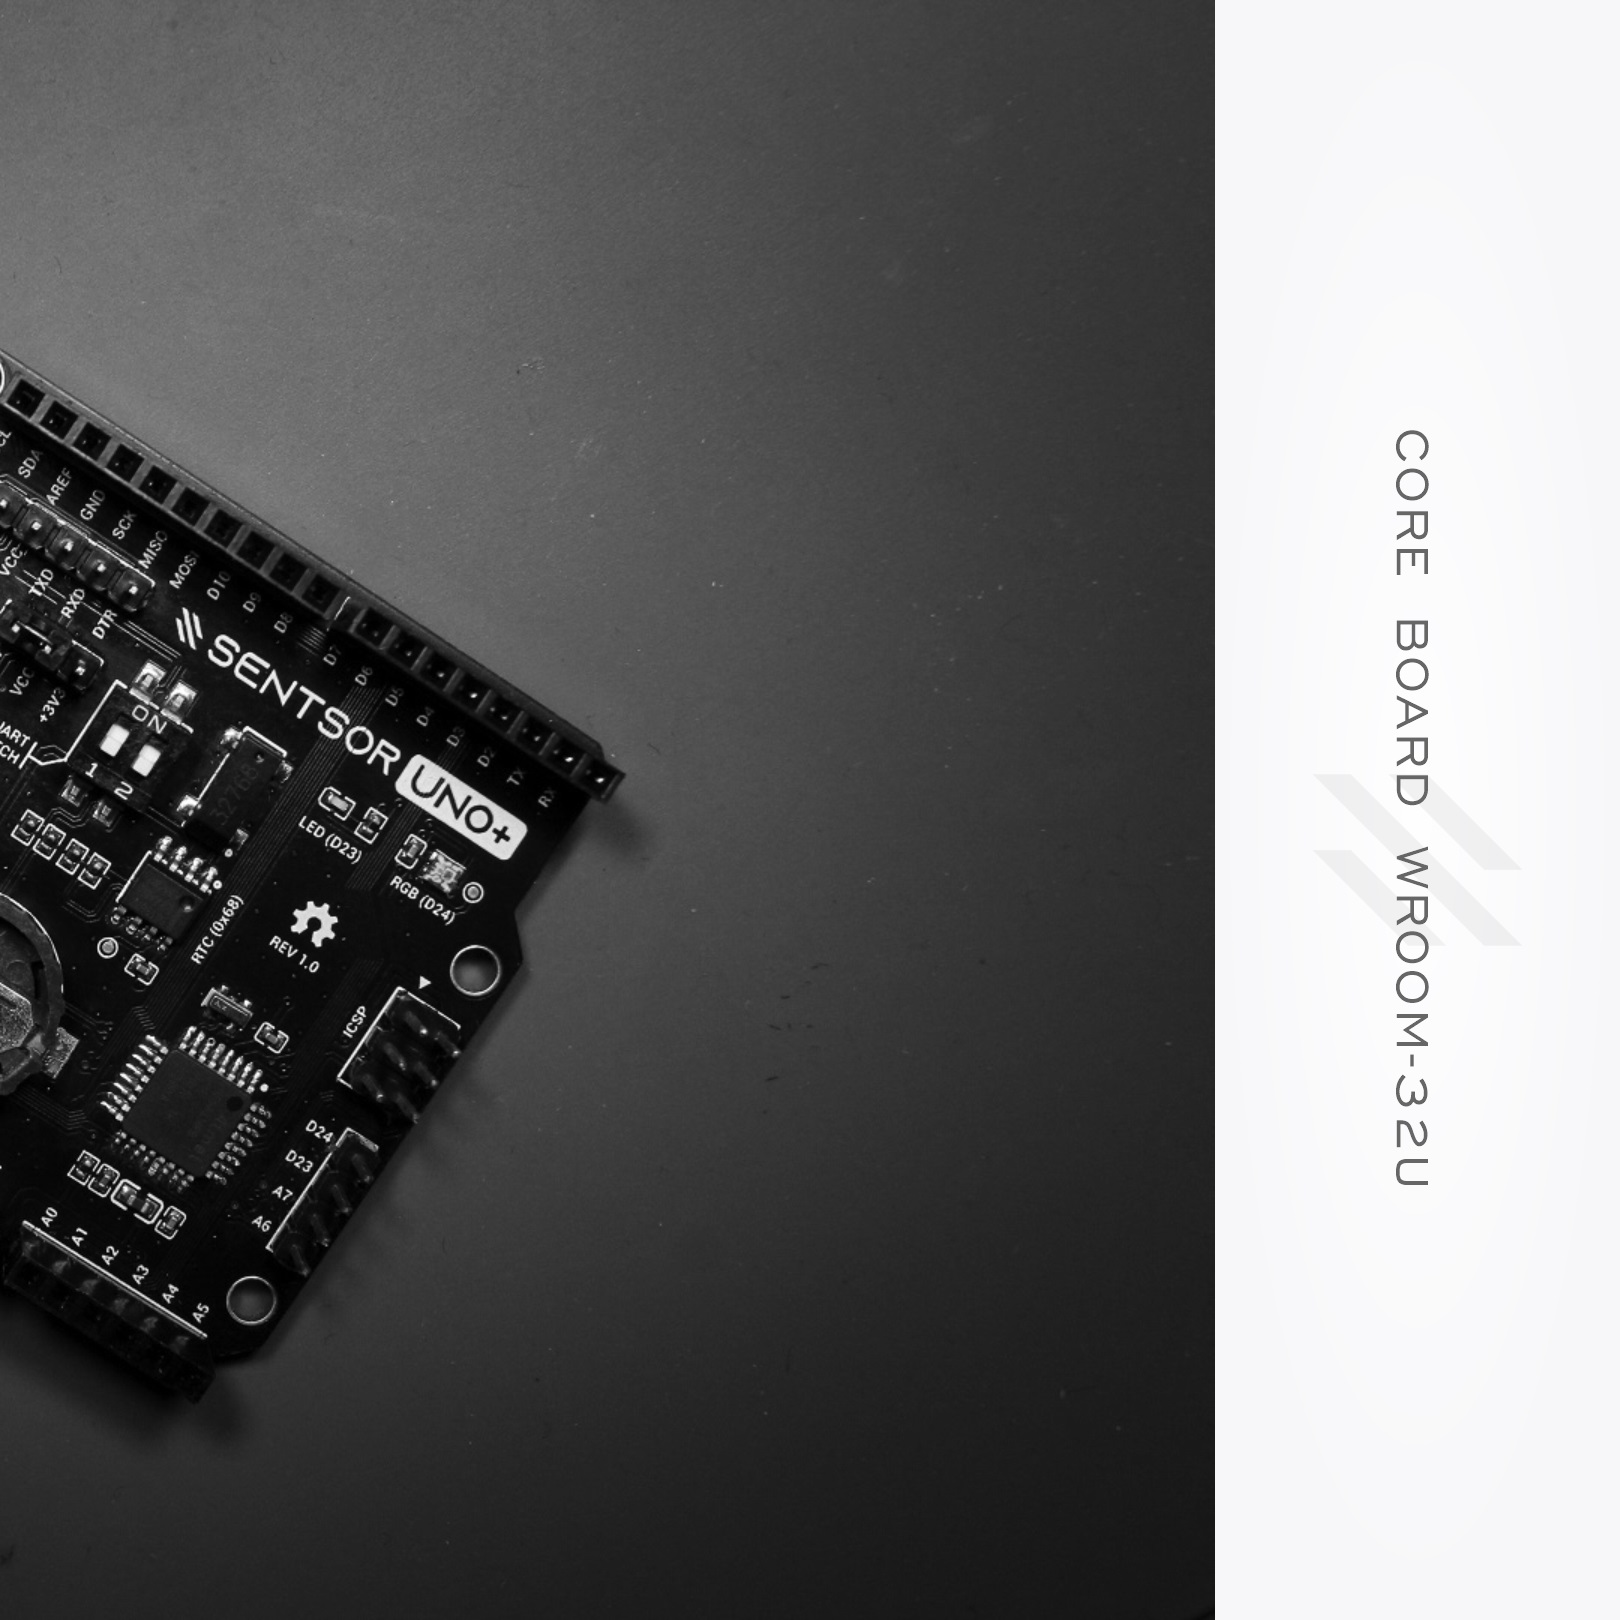 SDA
AREF
GND
SCK
MISO
MOSI
D10
D9
D8
D7
D6
D5
D4
D3
D2
TX
RX
VCC
TXD
RXD
DTR
VCC
+3V3
ON
1 2
SENTSOR
UNO+
LED (D23)
RGB (D24)
RTC (0x68)
REV 1.0
ICSP
D24
D23
A7
A6
A0
A1
A2
A3
A4
A5
CORE BOARD WROOM-32U